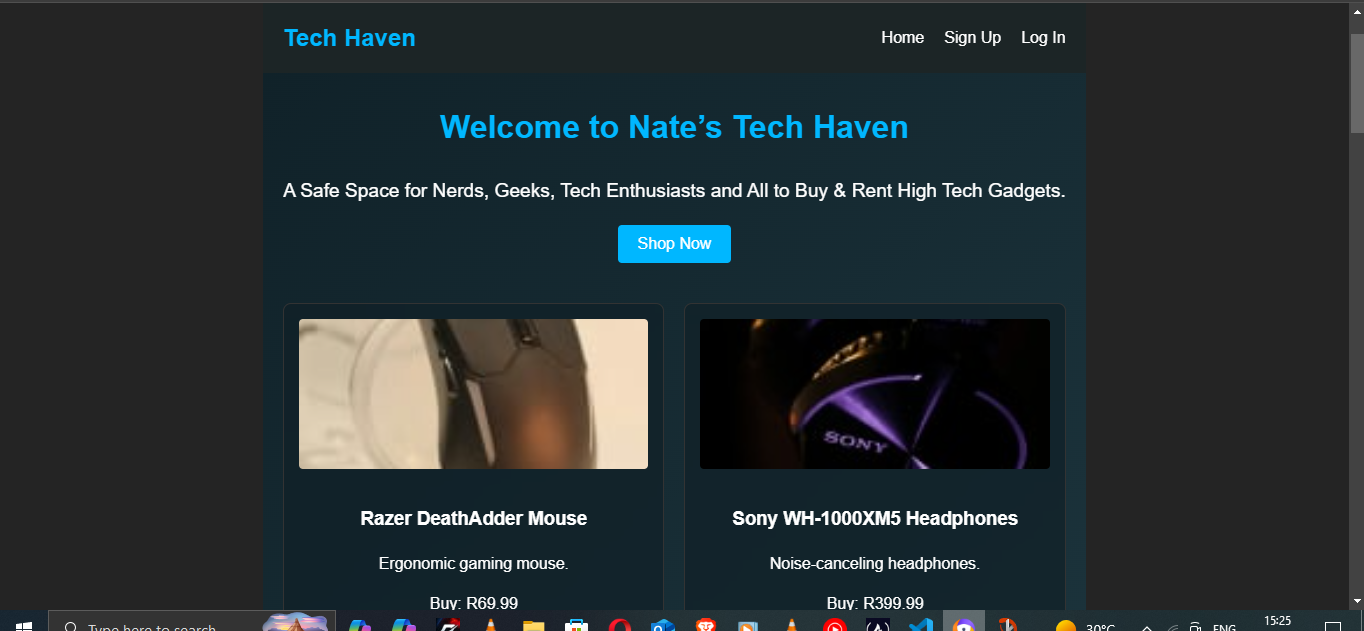 Tech Haven
Home Sign Up Log In
Welcome to Nate’s Tech Haven
A Safe Space for Nerds, Geeks, Tech Enthusiasts and All to Buy & Rent High Tech Gadgets.
Shop Now
SONY
Razer DeathAdder Mouse
Sony WH-1000XM5 Headphones
Ergonomic gaming mouse.
Noise-canceling headphones.
Buy: R69.99
Buy: R399.99
Type here to search
30°C
ENG
15:25